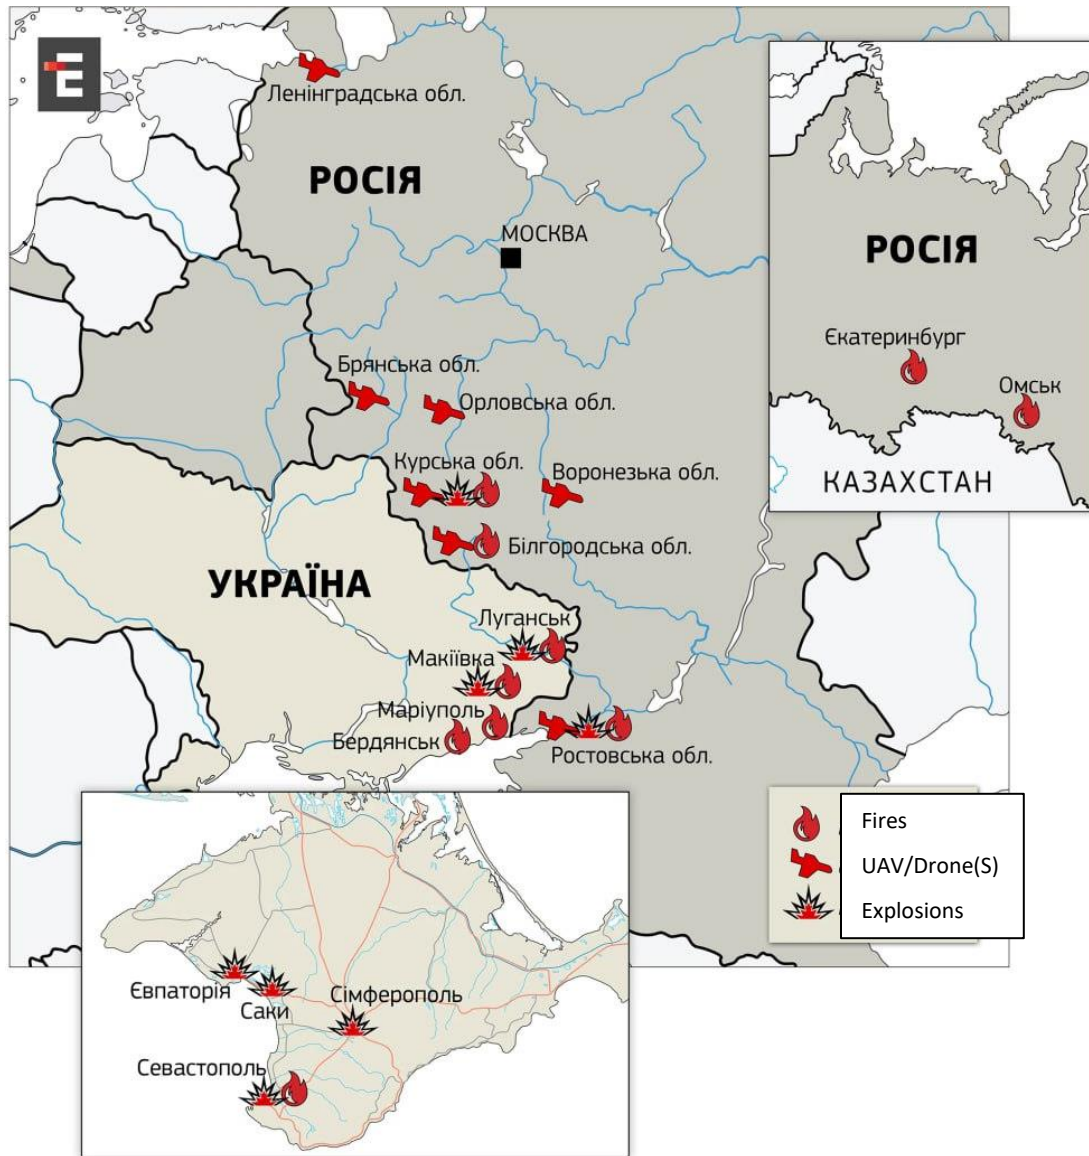 E
Ленінградська обл.
РОСІЯ
МОСКВА
Брянська обл.
Орловська обл.
Курська обл.
Воронезька обл.
Білгородська обл.
УКРАЇНА
Луганськ
Макіївка
Маріуполь
Бердянськ
Ростовська обл.
РОСІЯ
Єкатеринбург
Омськ
КАЗАХСТАН
Fires
UAV/Drone(S)
Explosions
Євпаторія
Саки
Сімферополь
Севастополь